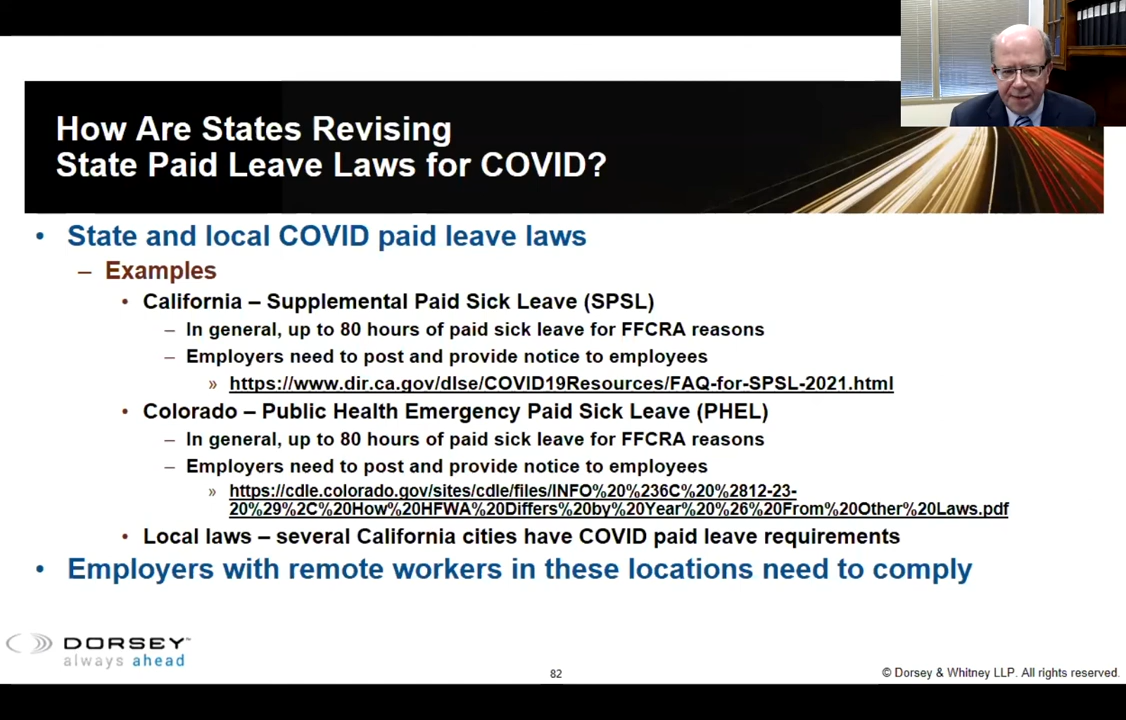 How Are States Revising
State Paid Leave Laws for COVID?
• State and local COVID paid leave laws
– Examples
• California – Supplemental Paid Sick Leave (SPSL)
– In general, up to 80 hours of paid sick leave for FFCRA reasons
– Employers need to post and provide notice to employees
» https://www.dir.ca.gov/dlse/COVID19Resources/FAQ-for-SPSL-2021.html
• Colorado – Public Health Emergency Paid Sick Leave (PHEL)
– In general, up to 80 hours of paid sick leave for FFCRA reasons
– Employers need to post and provide notice to employees
» https://cdle.colorado.gov/sites/cdle/files/INFO%20%236C%20%2812-23-
20%29%2C%20How%20HFWA%20Differs%20by%20Year%20%26%20From%20Other%20Laws.pdf
• Local laws – several California cities have COVID paid leave requirements
• Employers with remote workers in these locations need to comply
DORSEY™
always ahead
82
© Dorsey & Whitney LLP. All rights reserved.